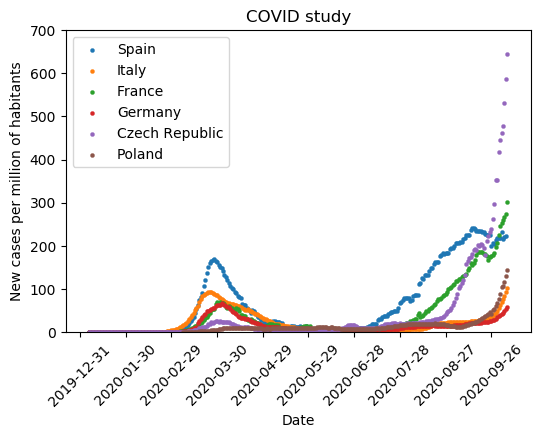 COVID study
New cases per million of habitants
700
600
500
400
300
200
100
0
Spain
Italy
France
Germany
Czech Republic
Poland
2019-12-31
2020-01-30
2020-02-29
2020-03-30
2020-04-29
2020-05-29
2020-06-28
2020-07-28
2020-08-27
2020-09-26
Date